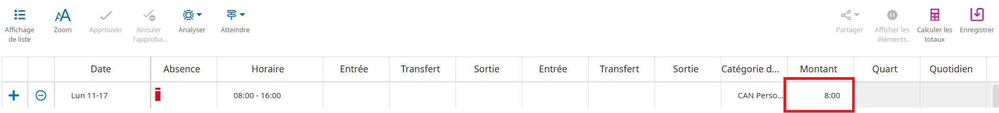 Affichage
de liste
Zoom
Approuver
Annuler
l'approba...
Analyser
Atteindre
Partager
Afficher les
éléments..
Calculer les
totaux
Enregistrer
Date Absence Horaire Entrée Transfert Sortie Entrée Transfert Sortie Catégorie d... Montant Quart Quotidien
Lun 11-17 08:00 - 16:00 CAN Perso... 8:00